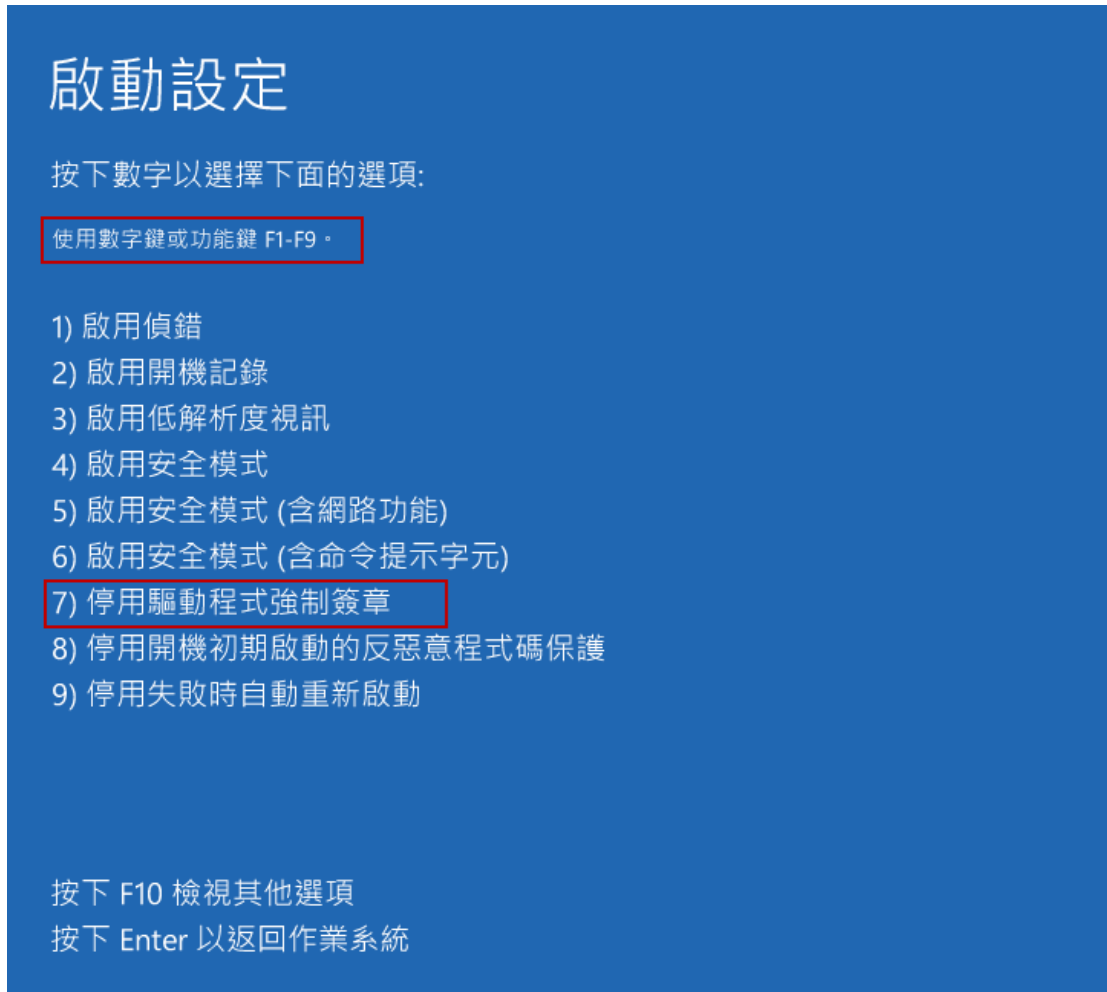 啟動設定
按下數字以選擇下面的選項:
使用數字鍵或功能鍵 F1-F9。
1) 啟用偵錯
2) 啟用開機記錄
3) 啟用低解析度視訊
4) 啟用安全模式
5) 啟用安全模式 (含網路功能)
6) 啟用安全模式 (含命令提示字元)
7) 停用驅動程式強制簽章
8) 停用開機初期啟動的反惡意程式碼保護
9) 停用失敗時自動重新啟動
按下 F10 檢視其他選項
按下 Enter 以返回作業系統